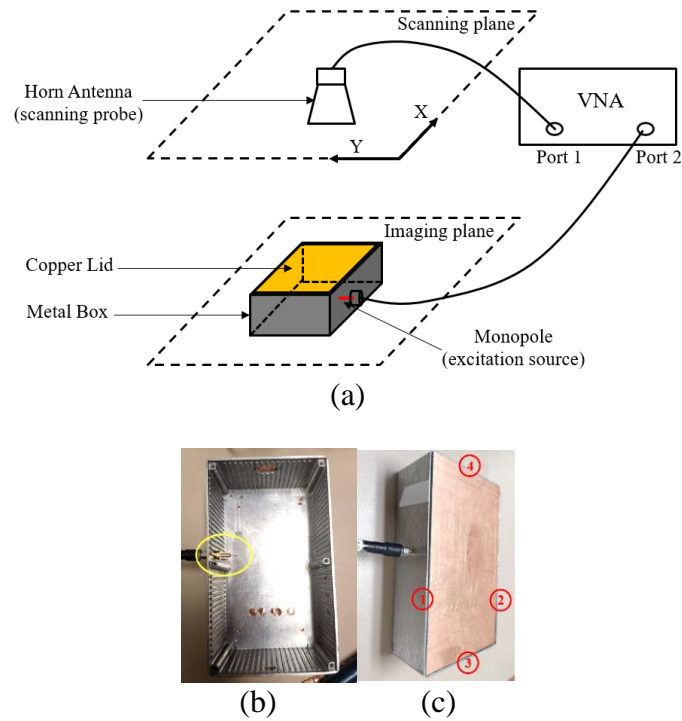 Scanning plane
Horn Antenna
(scanning probe)
VNA
X
Y
Port 1
Port 2
Imaging plane
Copper Lid
Metal Box
Monopole
(excitation source)
(a)
4
1
2
3
(b)
(c)